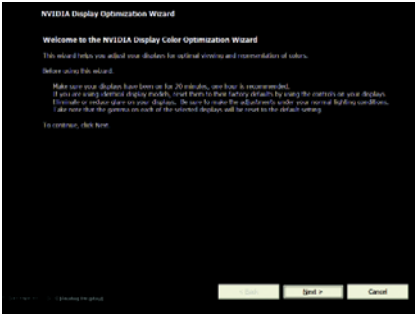 NVIDIA Display Optimization Wizard
Welcome to the NVIDIA Display Color Optimization Wizard
This wizard helps you adjust your displays for optimal viewing and representation of colors.
Before using this wizard:
Make sure your displays have been on for 20 minutes, one hour is recommended.
If you are using identical display models, reset them to their factory defaults by using the controls on your displays.
Eliminate or reduce glare on your displays. Be sure to make the adjustments under your normal lighting conditions.
Take note that the gamma on each of the selected displays will be reset to the default setting.
To continue, click Next.
< Back
Next >
Cancel